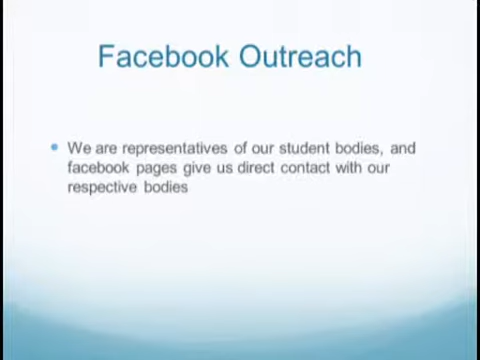 Facebook Outreach
We are representatives of our student bodies, and
facebook pages give us direct contact with our
respective bodies